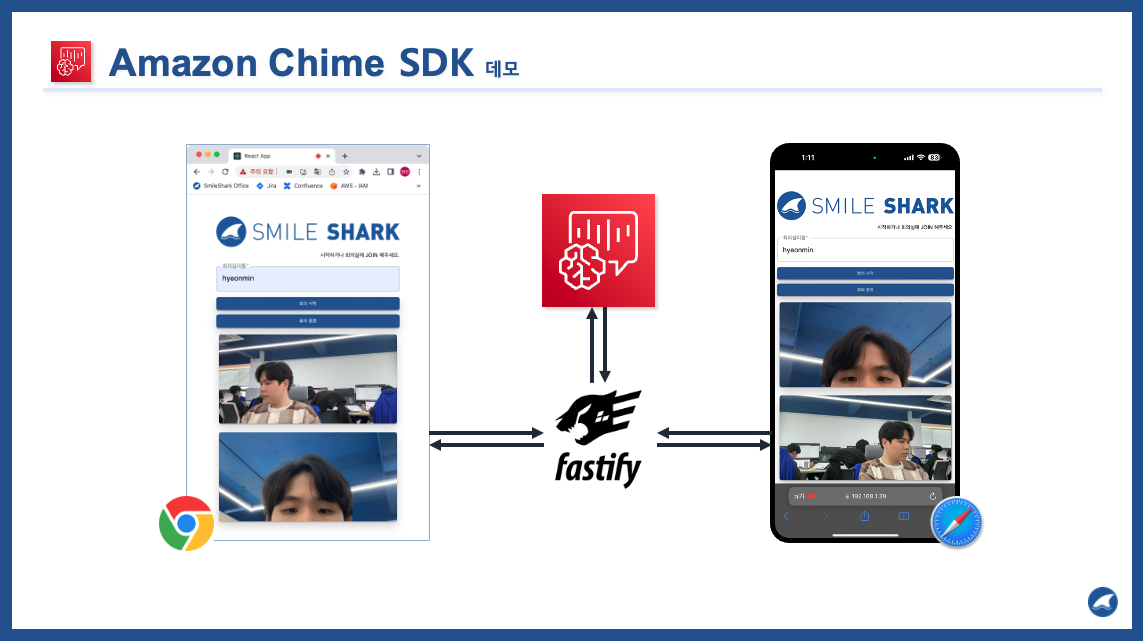 Amazon Chime SDK 데모
React App
주의 요함
SmileShark Office
Jira
Confluence
AWS - IAM
SMILE SHARK
시작하거나 회의실에 JOIN 해주세요.
회의실이름*
hyeonmin
회의 시작
회의 종료
fastify
1:11
83
SMILE SHARK
시작하거나 회의실에 JOIN 해주세요.
회의실이름*
hyeonmin
회의 시작
회의 종료
가가
192.168.1.39